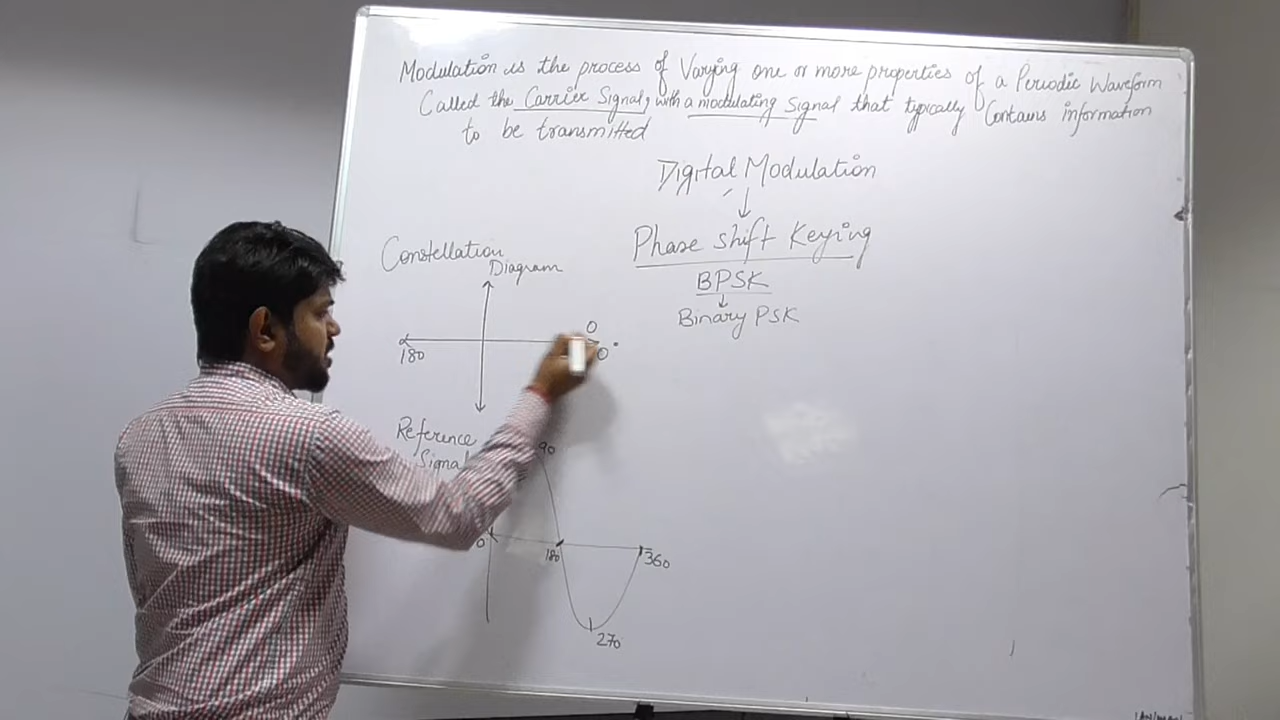 Modulation is the process of Varying one or more properties of a Periodic Waveform
Called the Carrier Signal, with a modulating Signal that typically Contains information
to be transmitted
Digital Modulation
Phase Shift Keying
BPSK
Binary PSK
Constellation
Diagram
0
180
0
Reference
Signal
90
0
180
360
270